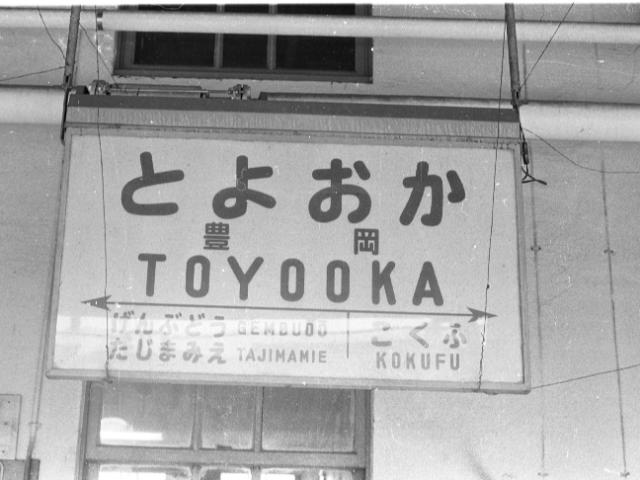 とよおか
豊岡
TOYOOKA
げんぶどう GEMBUDŌ
たじまみえ TAJIMAMIE
こくふ
KOKUFU